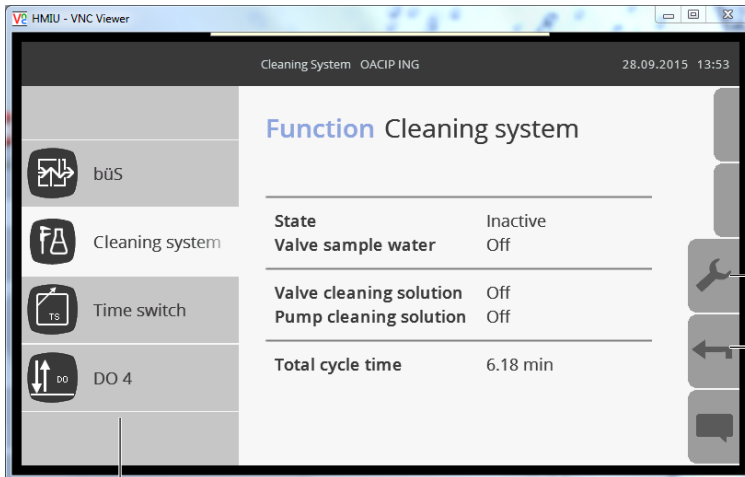 V2 HMIU - VNC Viewer
Cleaning System OACIP ING 28.09.2015 13:53
Function Cleaning system
büS
Cleaning system
TS Time switch
DO DO 4
State Inactive
Valve sample water Off
Valve cleaning solution Off
Pump cleaning solution Off
Total cycle time 6.18 min